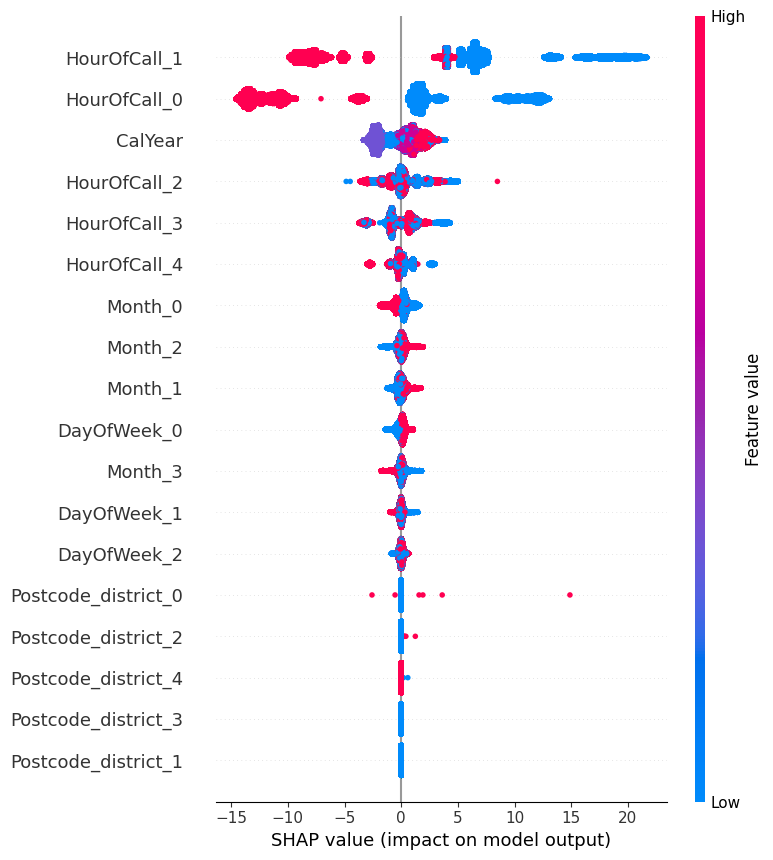 High
HourOfCall_1
HourOfCall_0
CalYear
HourOfCall_2
HourOfCall_3
HourOfCall_4
Month_0
Month_2
Month_1
DayOfWeek_0
Month_3
DayOfWeek_1
DayOfWeek_2
Postcode_district_0
Postcode_district_2
Postcode_district_4
Postcode_district_3
Postcode_district_1
Feature value
Low
−15 −10 −5 0 5 10 15 20
SHAP value (impact on model output)